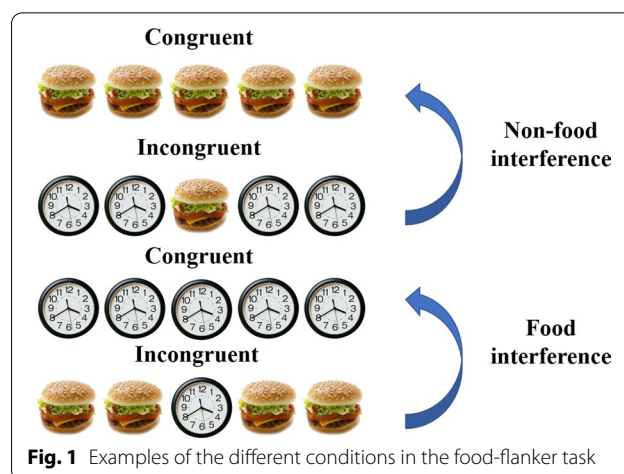 Congruent
Incongruent
Non-food
interference
Congruent
Incongruent
Food
interference
Fig. 1 Examples of the different conditions in the food-flanker task